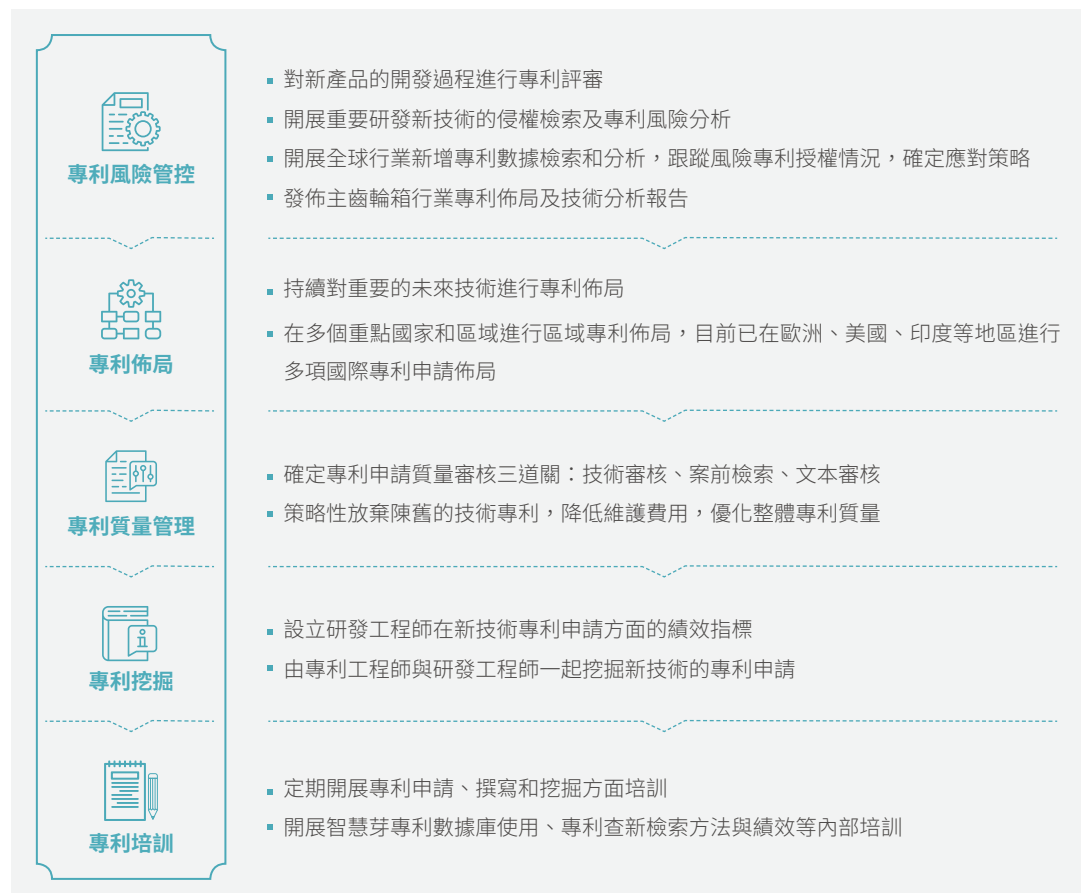 專利風險管控
對新產品的開發過程進行專利評審
開展重要研發新技術的侵權檢索及專利風險分析
開展全球行業新增專利數據檢索和分析，跟蹤風險專利授權情況，確定應對策略
發佈主齒輪箱行業專利佈局及技術分析報告
專利佈局
持續對重要的未來技術進行專利佈局
在多個重點國家和區域進行區域專利佈局，目前已在歐洲、美國、印度等地區進行
多項國際專利申請佈局
專利質量管理
確定專利申請質量審核三道關：技術審核、案前檢索、文本審核
策略性放棄陳舊的技術專利，降低維護費用，優化整體專利質量
專利挖掘
設立研發工程師在新技術專利申請方面的績效指標
由專利工程師與研發工程師一起挖掘新技術的專利申請
專利培訓
定期開展專利申請、撰寫和挖掘方面培訓
開展智慧芽專利數據庫使用、專利查新檢索方法與績效等內部培訓